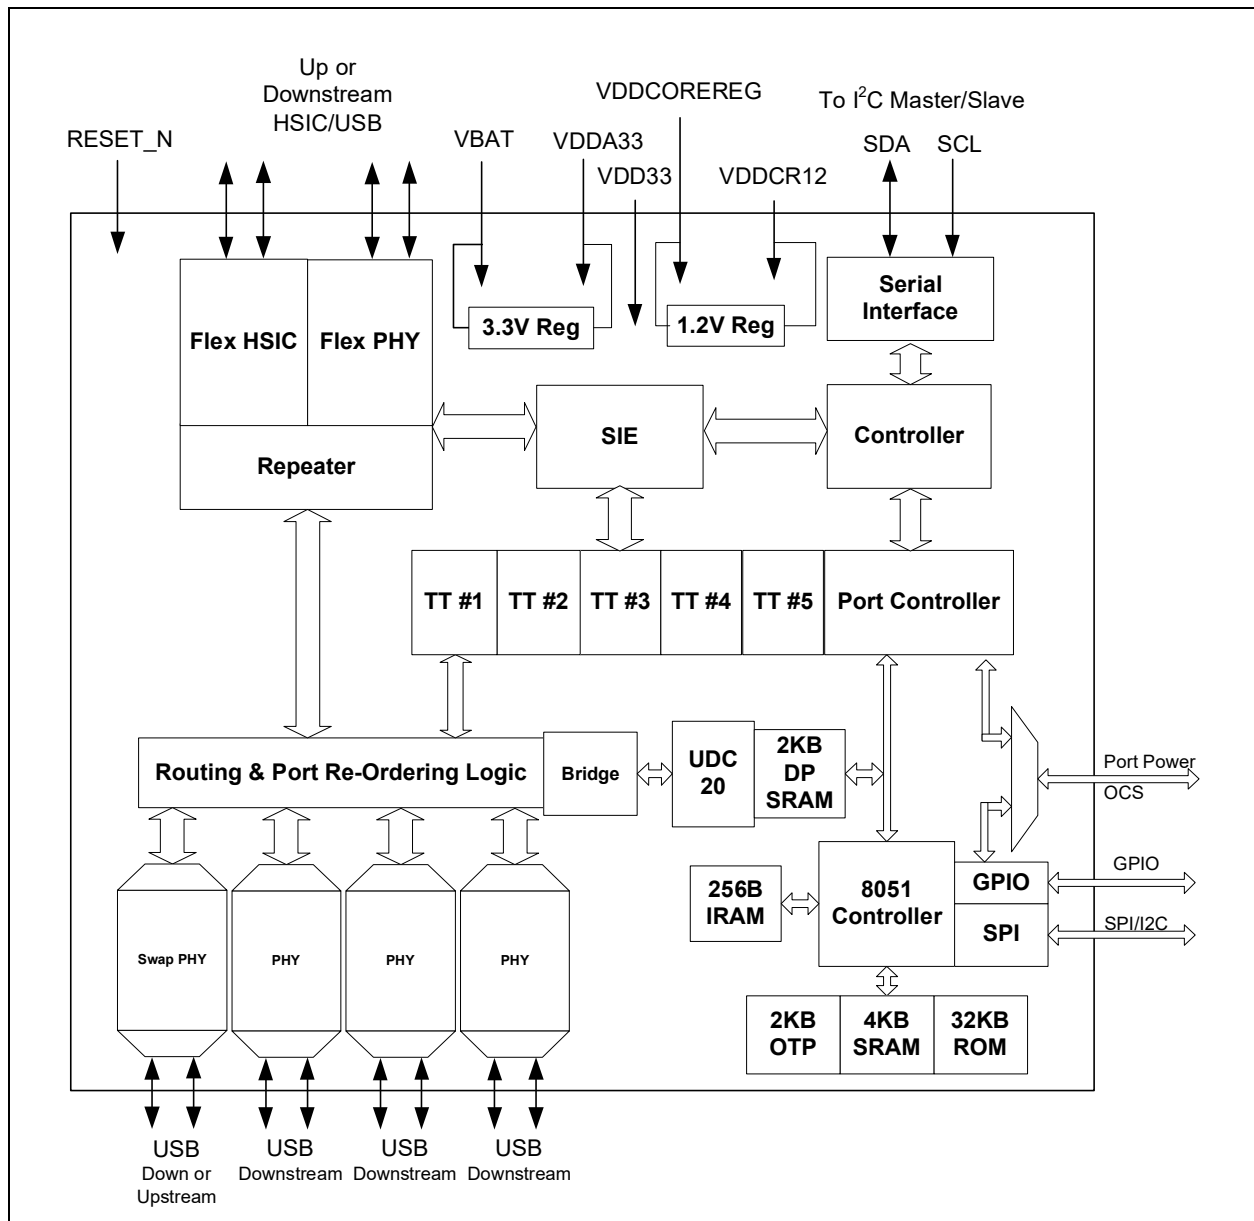 Up or
Downstream
HSIC/USB
RESET_N
VBAT
VDDA33
VDDCOREREG
VDD33
VDDCR12
To I²C Master/Slave
SDA
SCL
Flex HSIC
Flex PHY
3.3V Reg
1.2V Reg
Serial
Interface
Repeater
SIE
Controller
TT #1
TT #2
TT #3
TT #4
TT #5
Port Controller
Routing & Port Re-Ordering Logic
Bridge
UDC
20
2KB
DP
SRAM
Port Power
OCS
256B
IRAM
8051
Controller
GPIO
GPIO
SPI
SPI/I2C
2KB
OTP
4KB
SRAM
32KB
ROM
Swap PHY
PHY
PHY
PHY
USB
Down or
Upstream
USB
Downstream
USB
Downstream
USB
Downstream